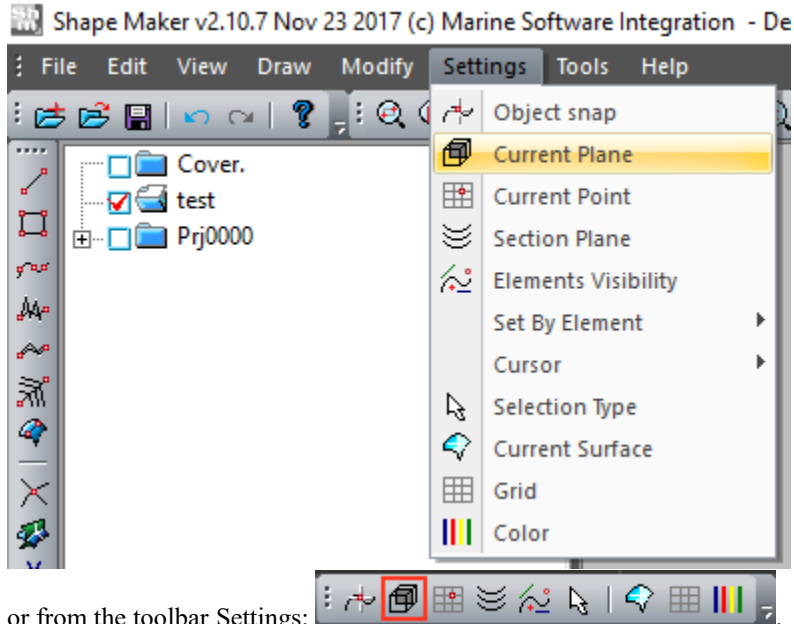 Shape Maker v2.10.7 Nov 23 2017 (c) Marine Software Integration - De
File Edit View Draw Modify Settings Tools Help
Object snap
Cover.
Current Plane
test
Current Point
Prj0000
Section Plane
Elements Visibility
Set By Element
Cursor
Selection Type
Current Surface
Grid
Color
or from the toolbar Settings: .